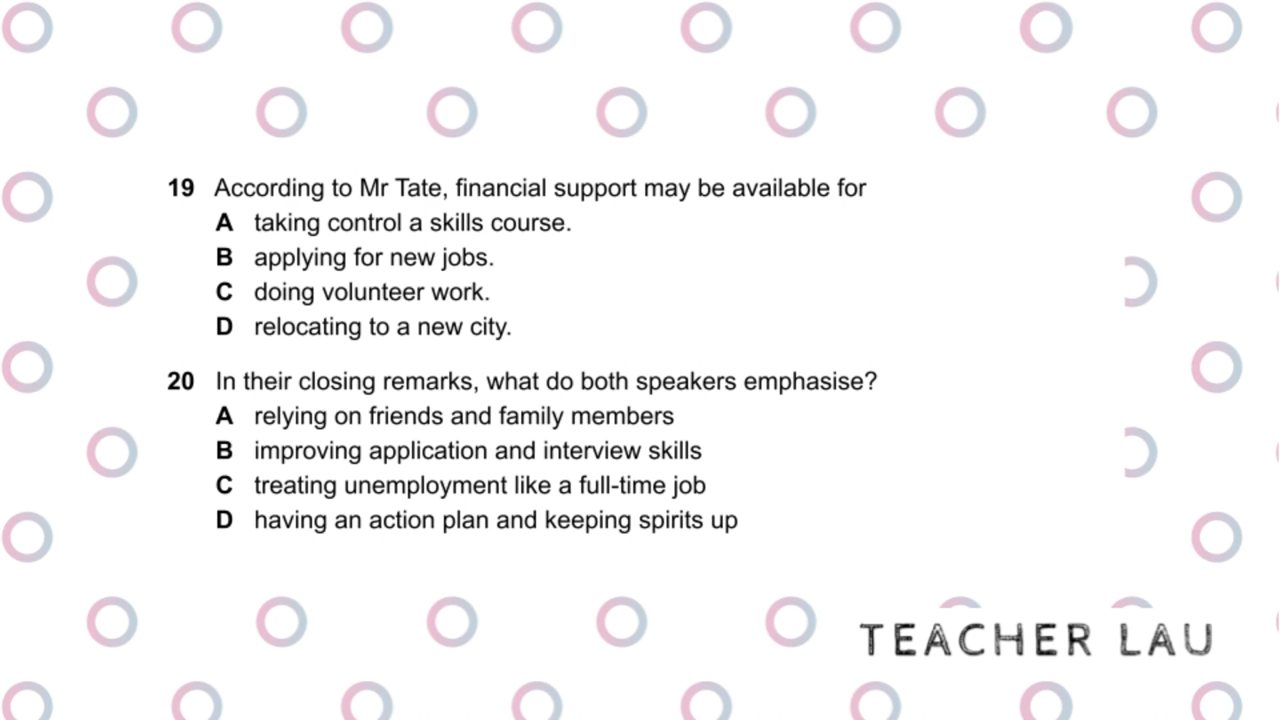 19 According to Mr Tate, financial support may be available for
A taking control a skills course.
B applying for new jobs.
C doing volunteer work.
D relocating to a new city.
20 In their closing remarks, what do both speakers emphasise?
A relying on friends and family members
B improving application and interview skills
C treating unemployment like a full-time job
D having an action plan and keeping spirits up
TEACHER LAU